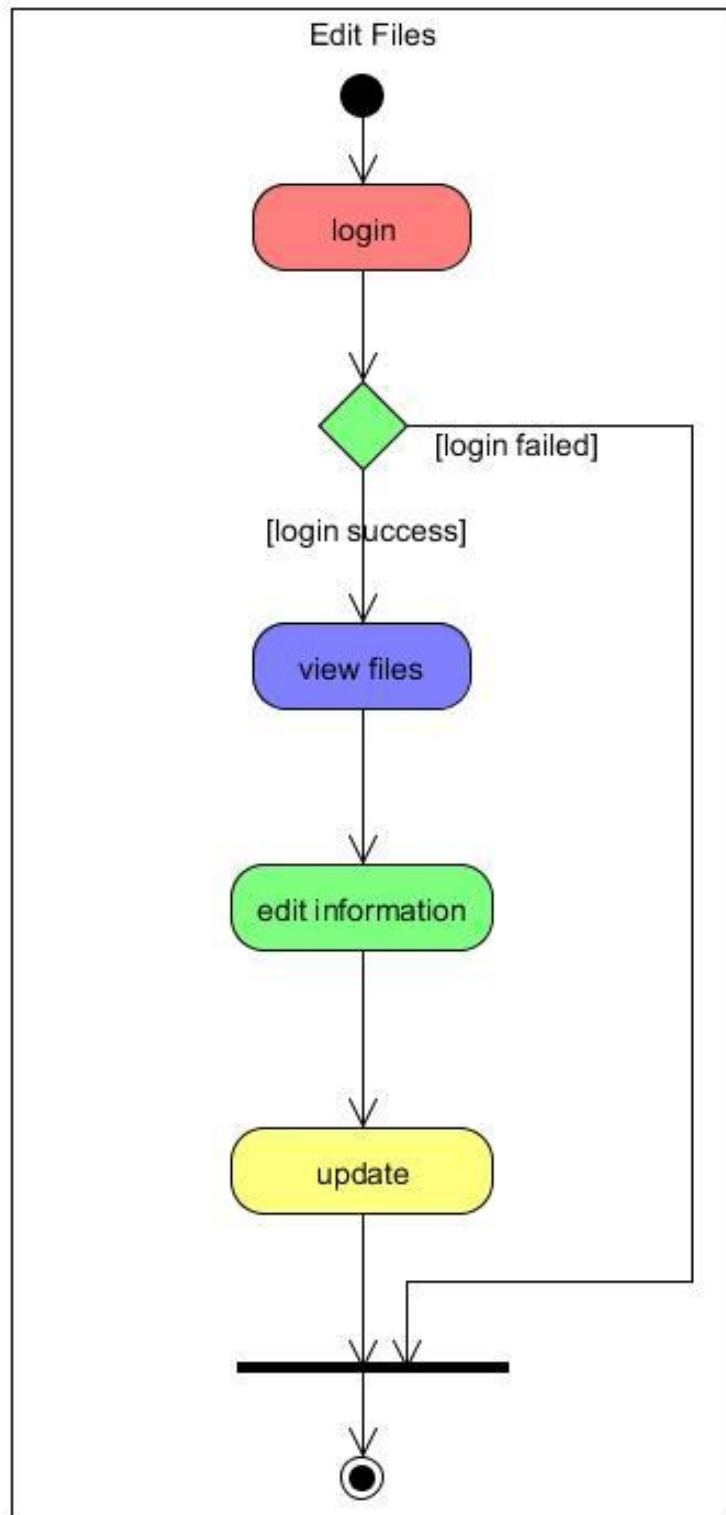 Edit Files
login
[login failed]
[login success]
view files
edit information
update